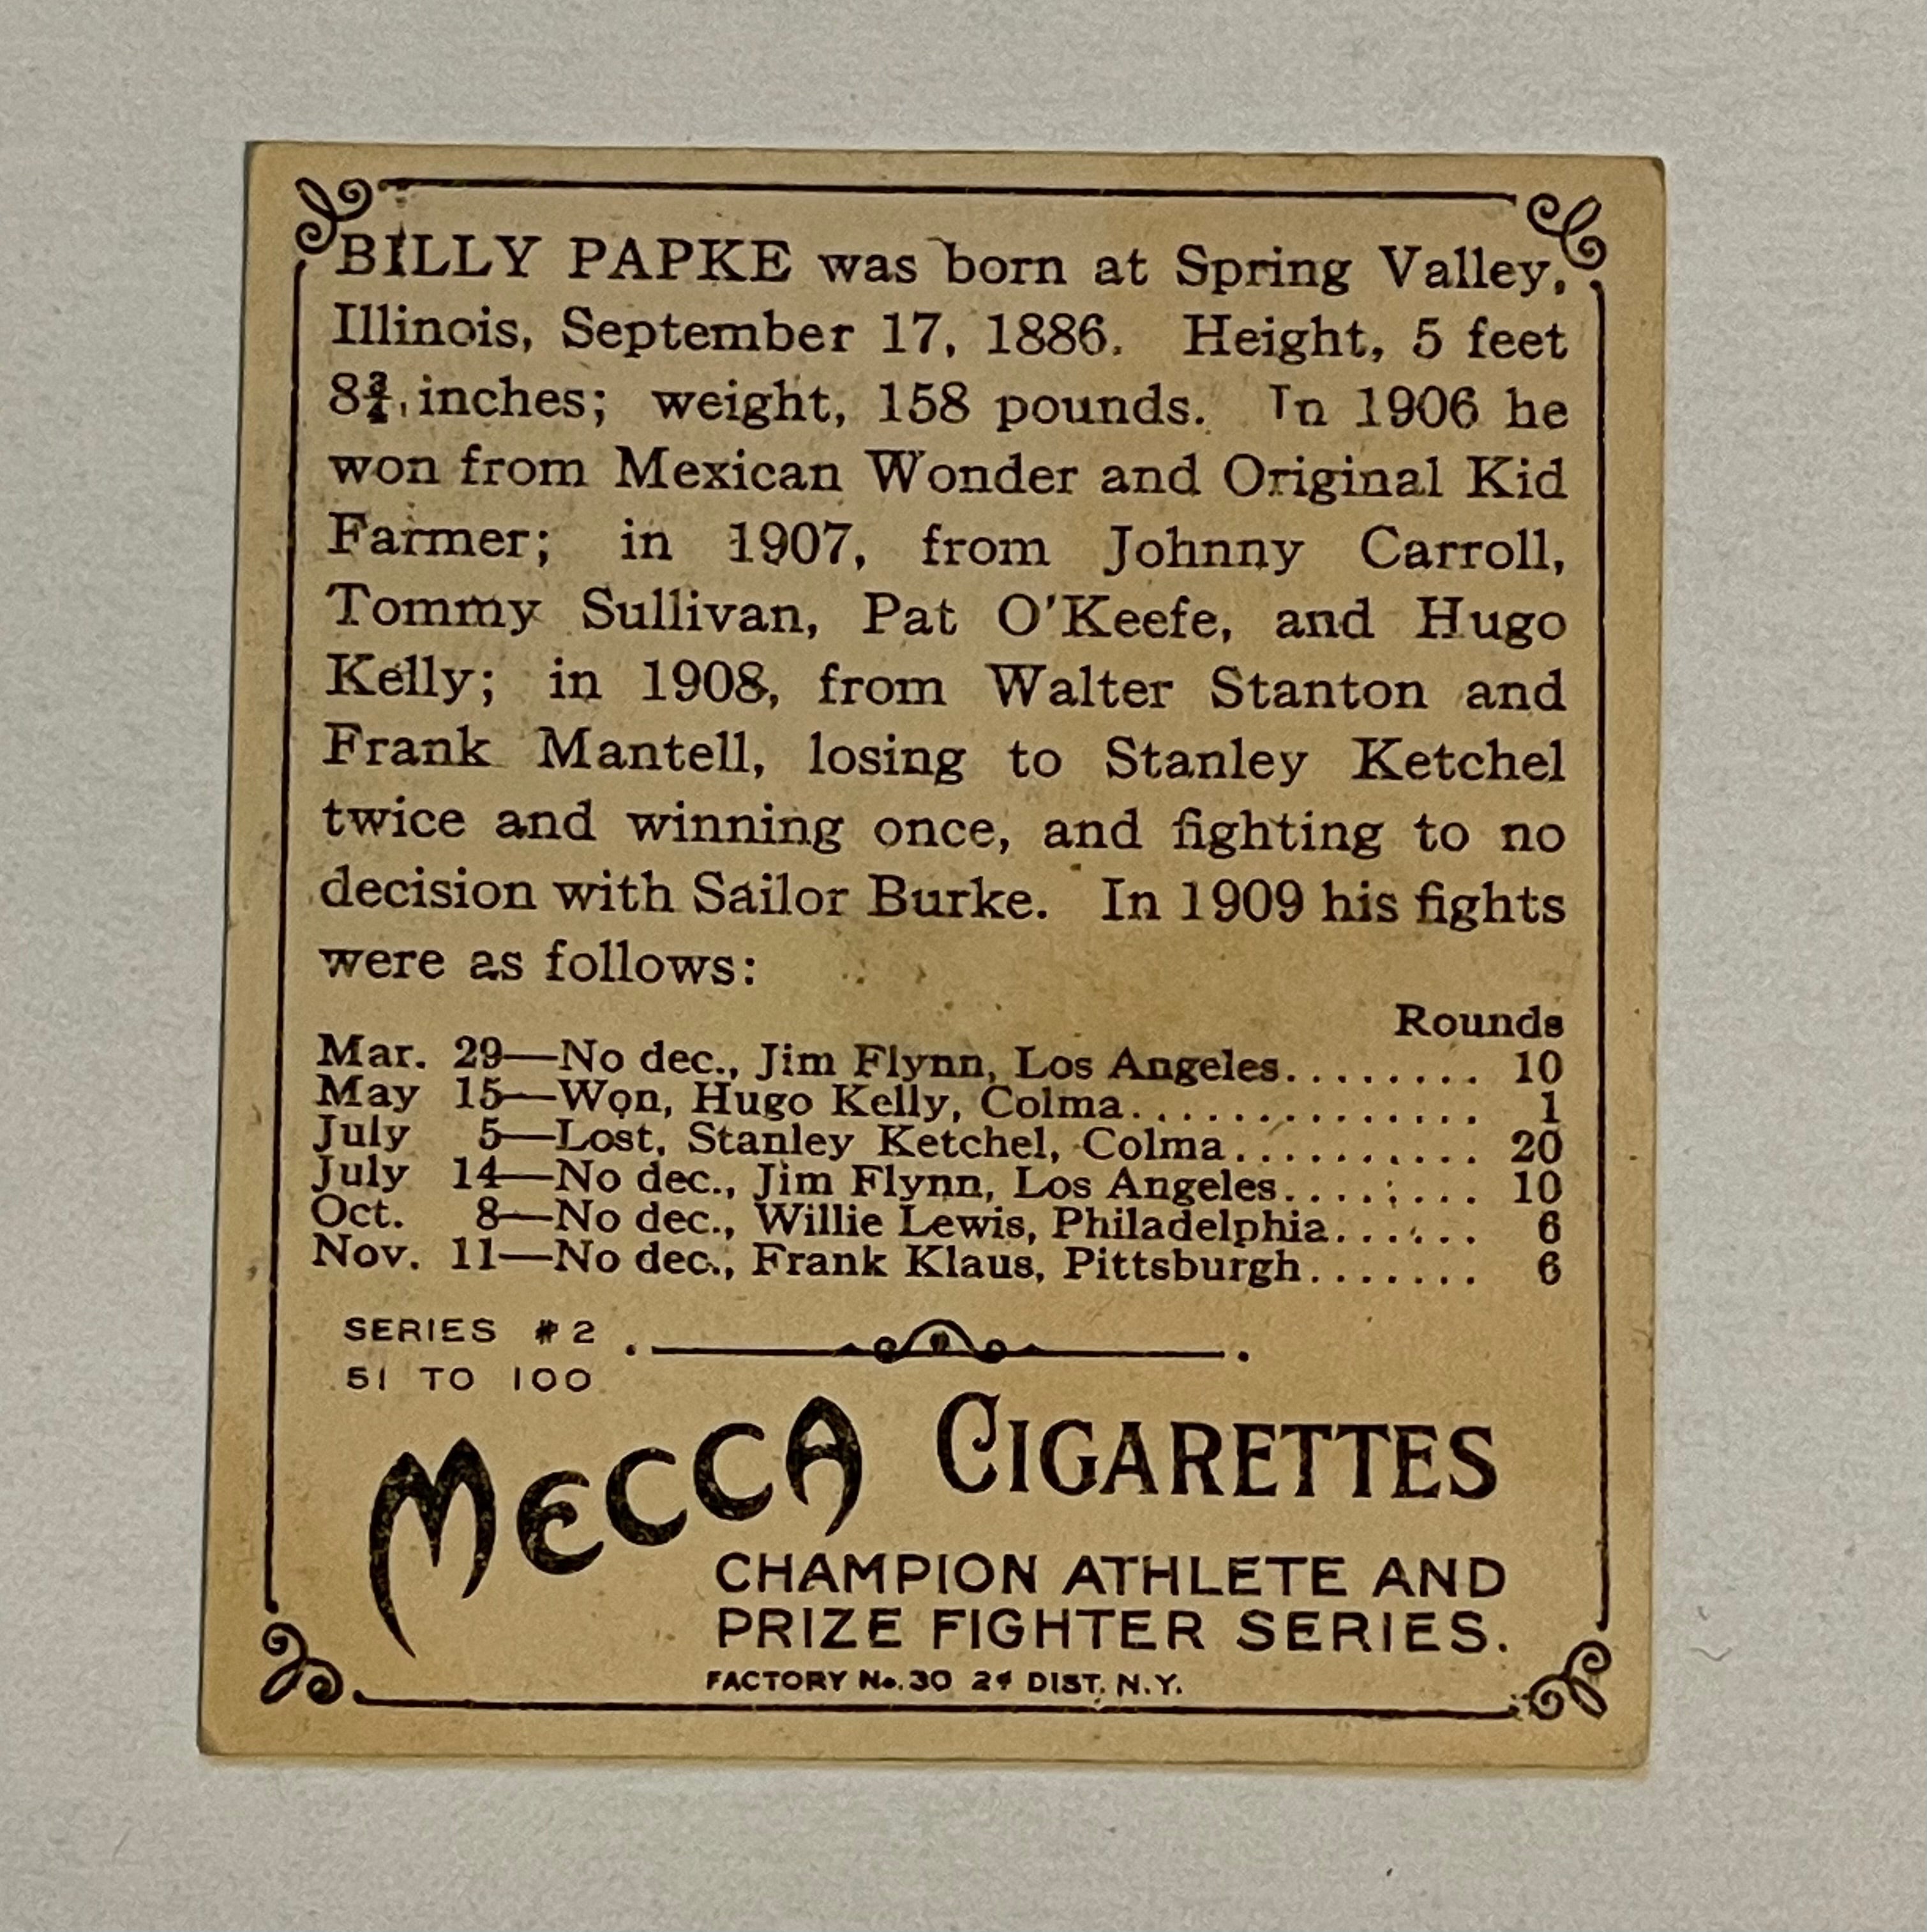 BILLY PAPKE was born at Spring Valley,
Illinois, September 17, 1886. Height, 5 feet
8¾ inches; weight, 158 pounds. In 1906 he
won from Mexican Wonder and Original Kid
Farmer; in 1907, from Johnny Carroll,
Tommy Sullivan, Pat O'Keefe, and Hugo
Kelly; in 1908, from Walter Stanton and
Frank Mantell, losing to Stanley Ketchel
twice and winning once, and fighting to no
decision with Sailor Burke. In 1909 his fights
were as follows:
Rounds
Mar. 29—No dec., Jim Flynn, Los Angeles........ 10
May 15—Won, Hugo Kelly, Colma............... 1
July 5—Lost, Stanley Ketchel, Colma.......... 20
July 14—No dec., Jim Flynn, Los Angeles........ 10
Oct. 8—No dec., Willie Lewis, Philadelphia...... 6
Nov. 11—No dec., Frank Klaus, Pittsburgh....... 6
SERIES #2
51 TO 100
MECCA CIGARETTES
CHAMPION ATHLETE AND
PRIZE FIGHTER SERIES.
FACTORY No. 30 2d DIST. N.Y.